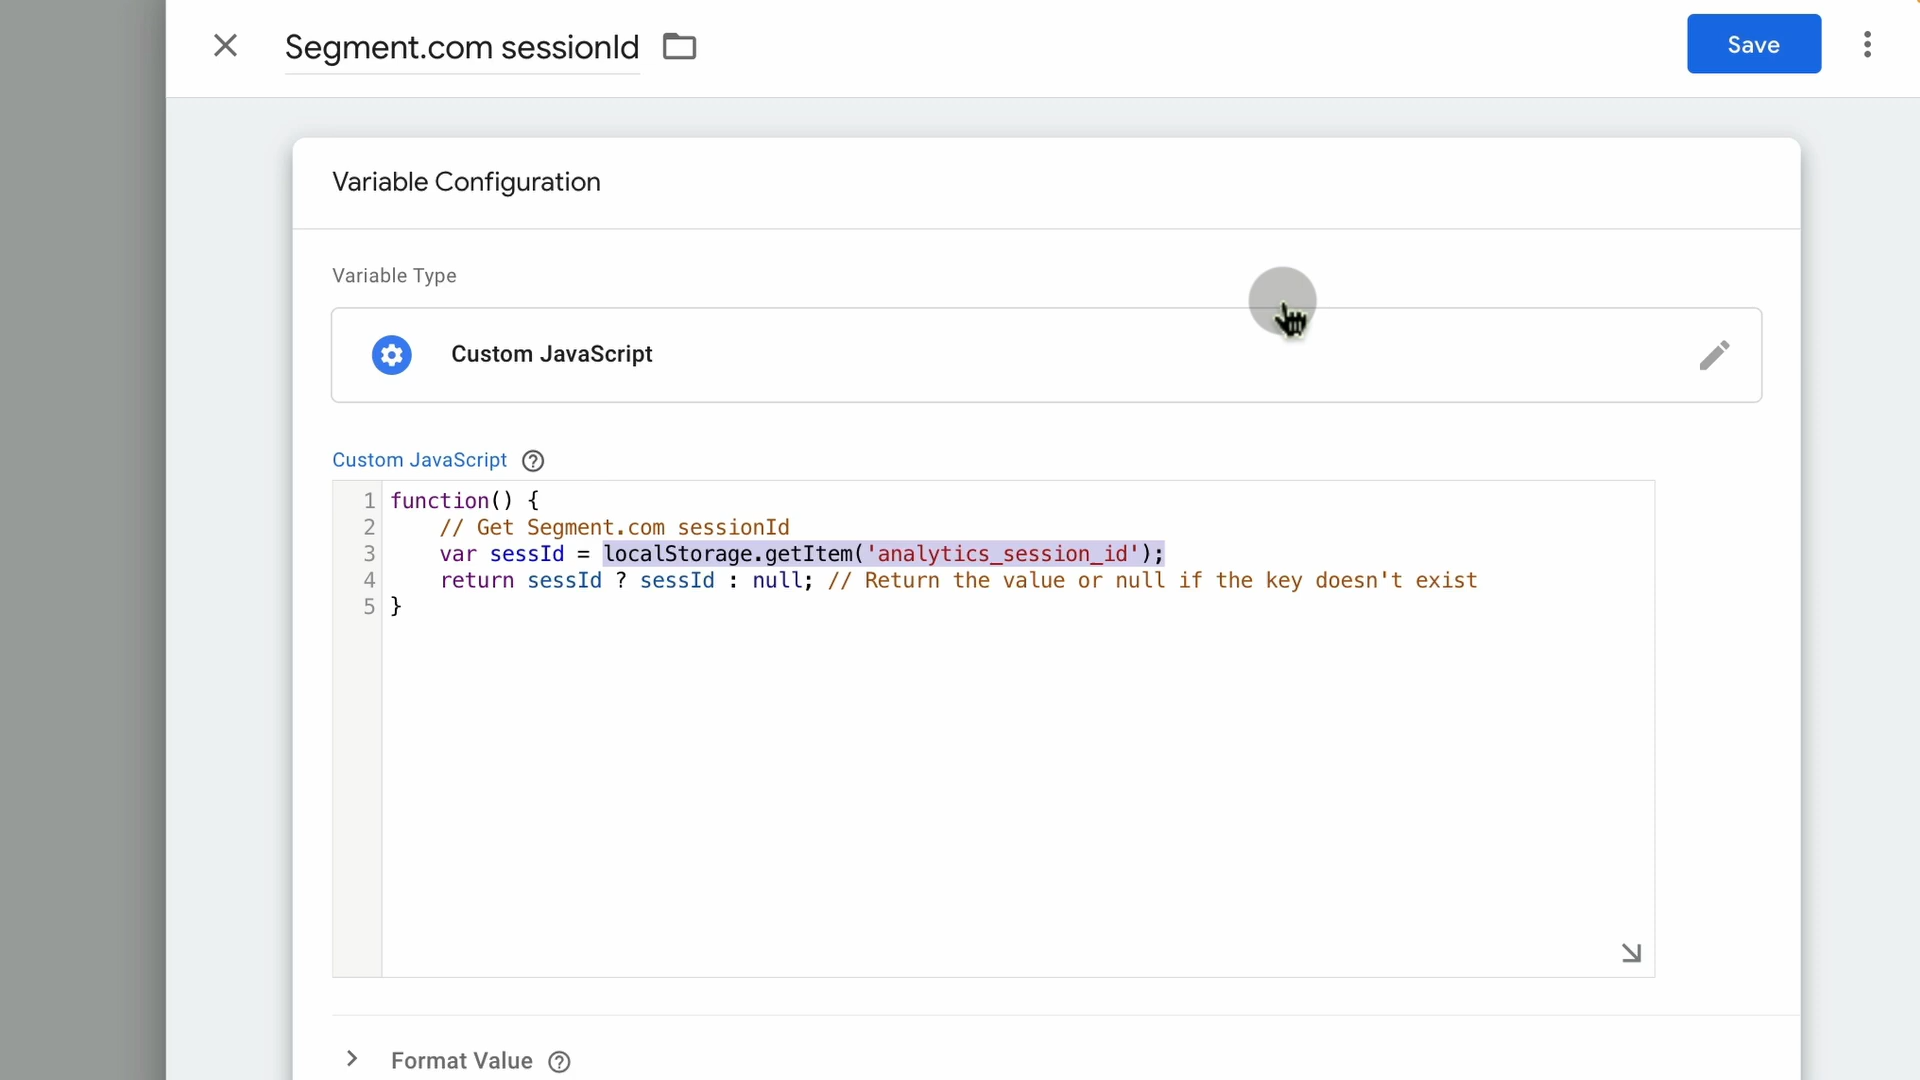 Segment.com sessionId
Save
Variable Configuration
Variable Type
Custom JavaScript
Custom JavaScript
1 function() {
2 // Get Segment.com sessionId
3 var sessId = localStorage.getItem('analytics_session_id');
4 return sessId ? sessId : null; // Return the value or null if the key doesn't exist
5 }
Format Value